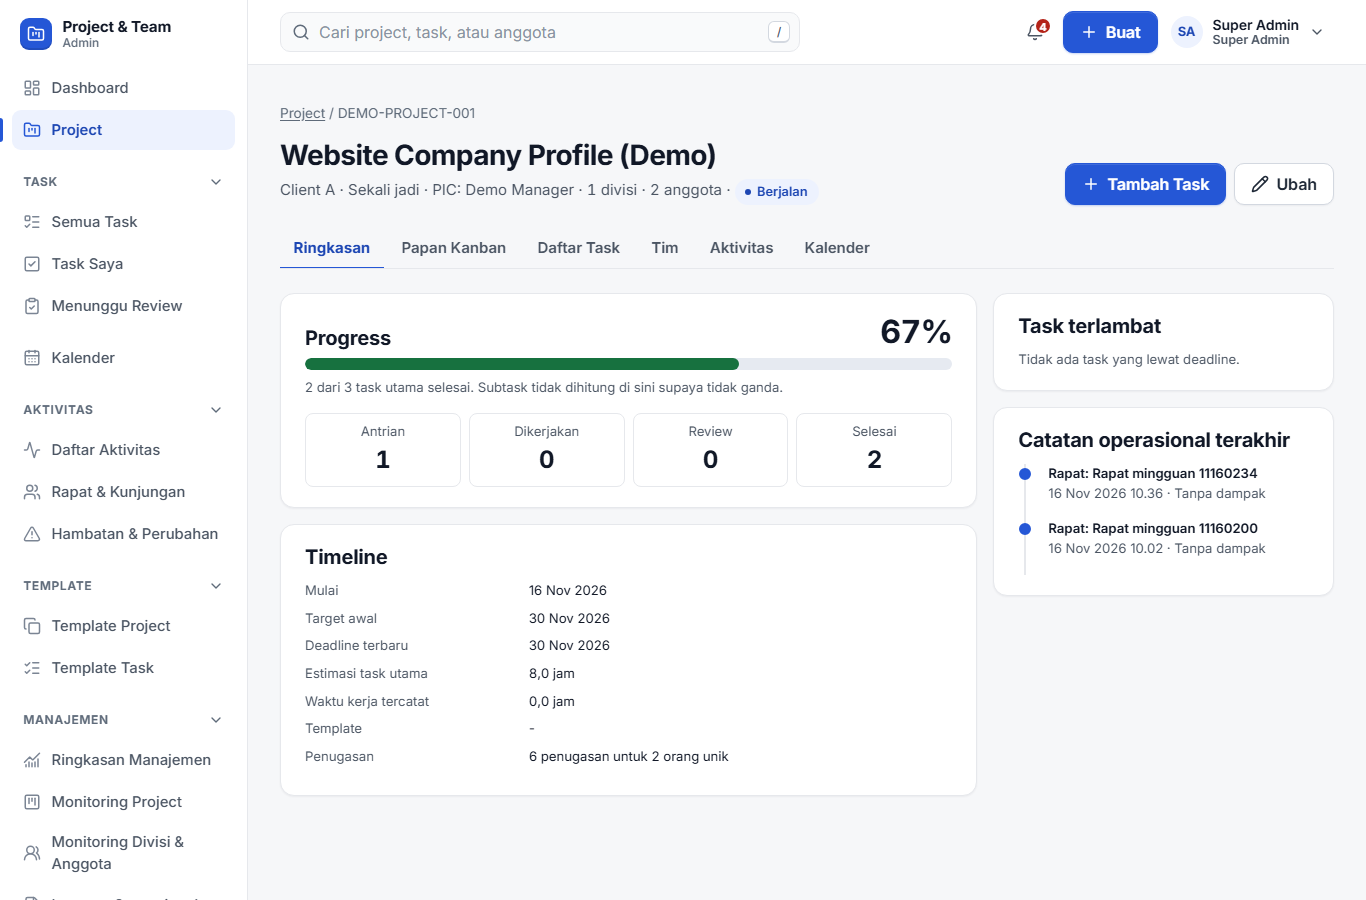 Project & Team
Admin
Dashboard
Project
TASK
Semua Task
Task Saya
Menunggu Review
Kalender
AKTIVITAS
Daftar Aktivitas
Rapat & Kunjungan
Hambatan & Perubahan
TEMPLATE
Template Project
Template Task
MANAJEMEN
Ringkasan Manajemen
Monitoring Project
Monitoring Divisi &
Anggota
Cari project, task, atau anggota
/
4
Buat
SA
Super Admin
Super Admin
Project / DEMO-PROJECT-001
Website Company Profile (Demo)
Client A · Sekali jadi · PIC: Demo Manager · 1 divisi · 2 anggota · Berjalan
Tambah Task
Ubah
Ringkasan
Papan Kanban
Daftar Task
Tim
Aktivitas
Kalender
Progress
67%
2 dari 3 task utama selesai. Subtask tidak dihitung di sini supaya tidak ganda.
Antrian
1
Dikerjakan
0
Review
0
Selesai
2
Timeline
Mulai 16 Nov 2026
Target awal 30 Nov 2026
Deadline terbaru 30 Nov 2026
Estimasi task utama 8,0 jam
Waktu kerja tercatat 0,0 jam
Template -
Penugasan 6 penugasan untuk 2 orang unik
Task terlambat
Tidak ada task yang lewat deadline.
Catatan operasional terakhir
Rapat: Rapat mingguan 11160234
16 Nov 2026 10.36 · Tanpa dampak
Rapat: Rapat mingguan 11160200
16 Nov 2026 10.02 · Tanpa dampak